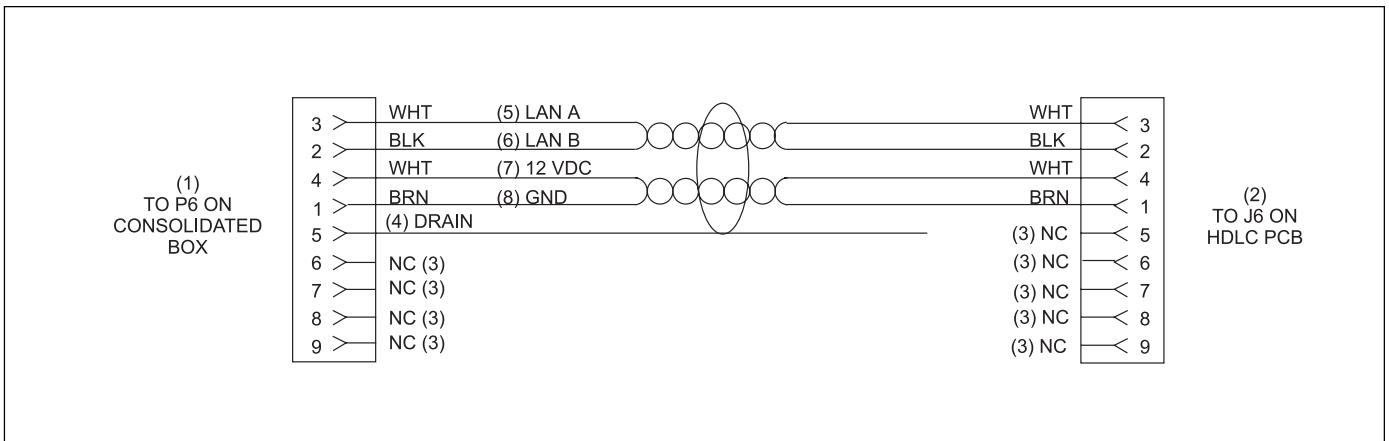 (1)
TO P6 ON
CONSOLIDATED
BOX
3 WHT (5) LAN A WHT 3
2 BLK (6) LAN B BLK 2
4 WHT (7) 12 VDC WHT 4
1 BRN (8) GND BRN 1
5 (4) DRAIN (3) NC 5
6 NC (3) (3) NC 6
7 NC (3) (3) NC 7
8 NC (3) (3) NC 8
9 NC (3) (3) NC 9
(2)
TO J6 ON
HDLC PCB